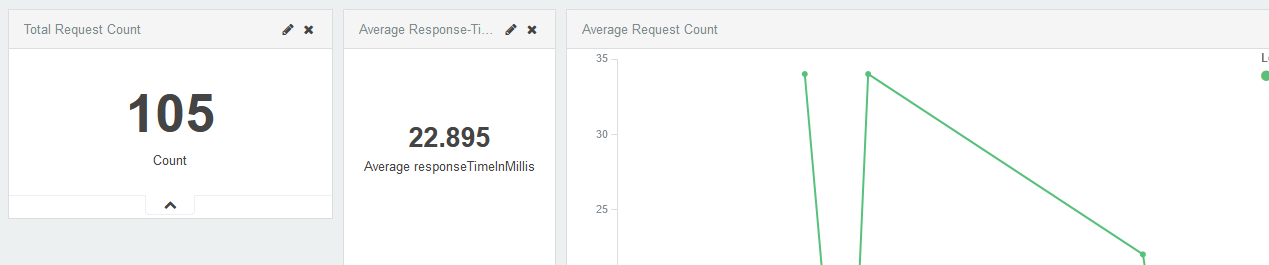 Total Request Count
105
Count
Average Response-Ti...
22.895
Average responseTimeInMillis
Average Request Count
35
30
25